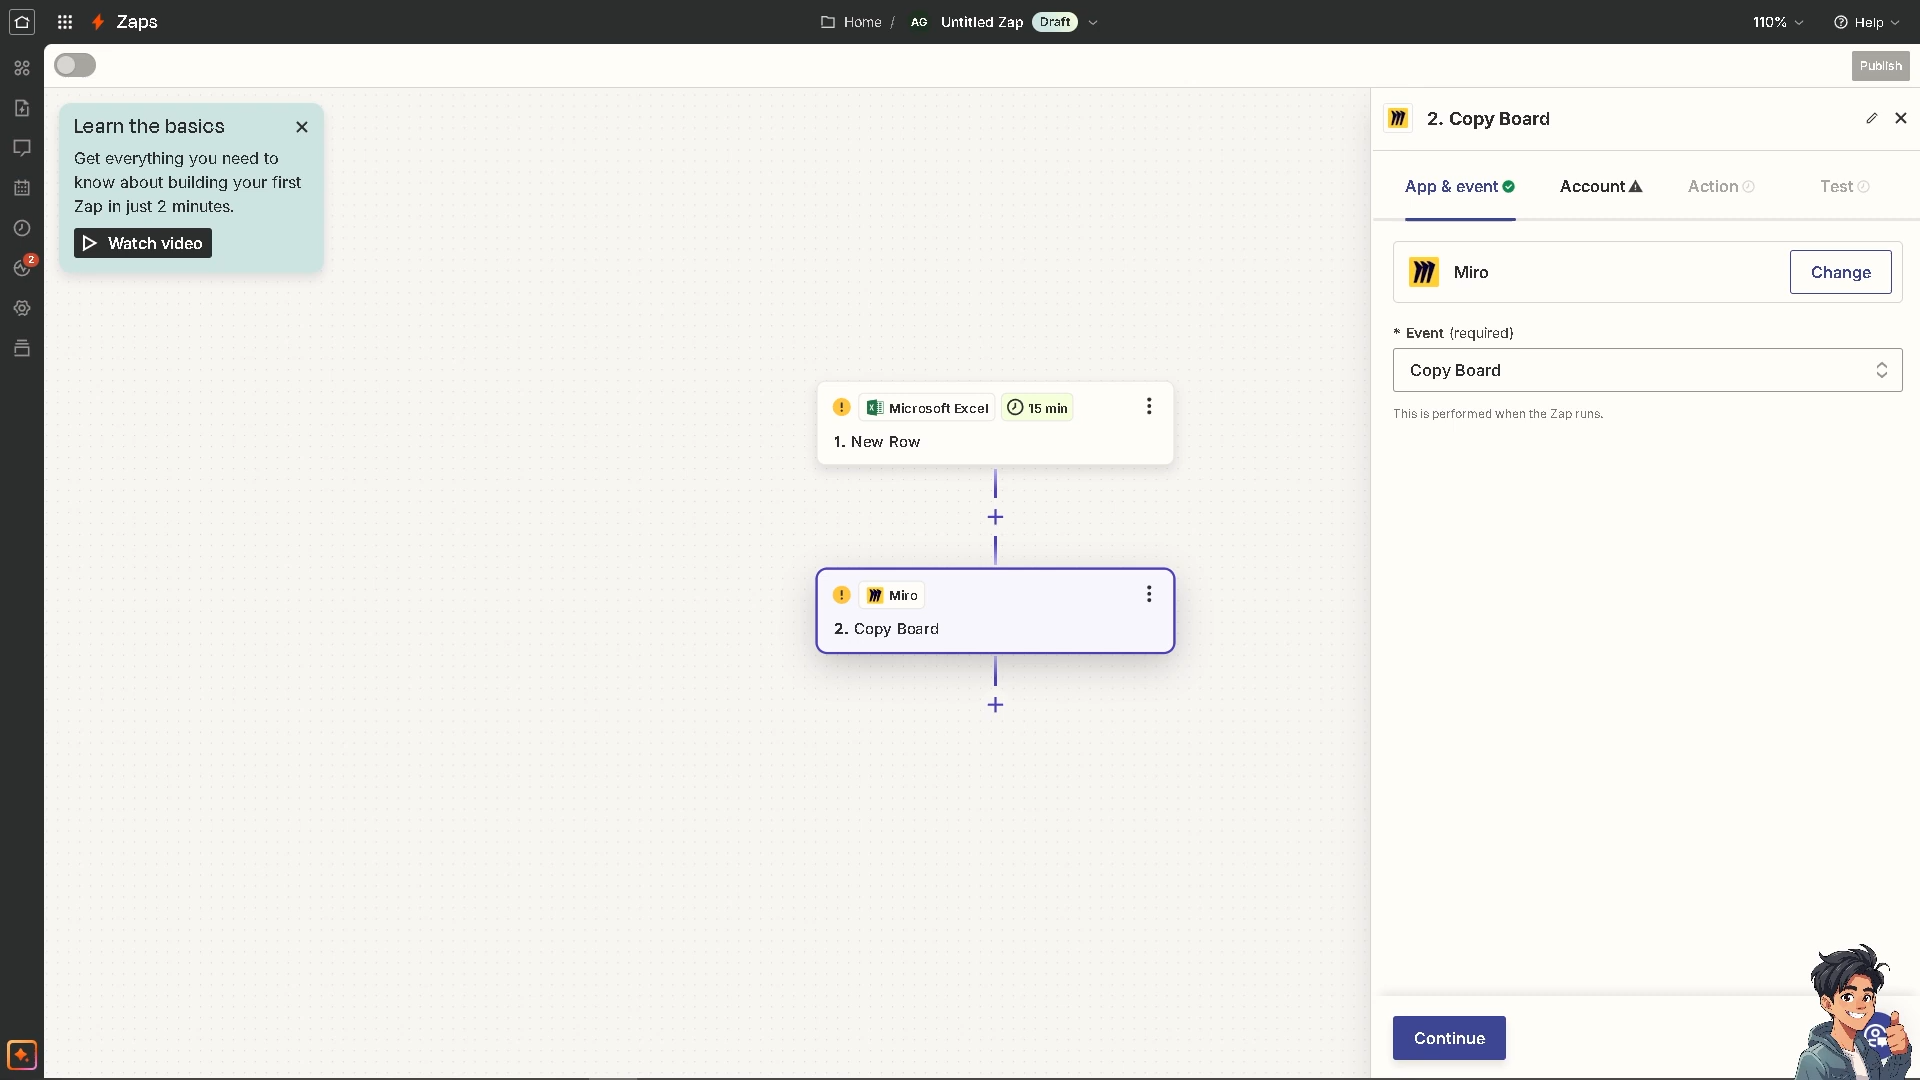 Zaps
Home / AG Untitled Zap Draft
110%
Help
Publish
Learn the basics
Get everything you need to
know about building your first
Zap in just 2 minutes.
Watch video
2
Microsoft Excel 15 min
1. New Row
Miro
2. Copy Board
2. Copy Board
App & event Account Action Test
Miro
Change
* Event (required)
Copy Board
This is performed when the Zap runs.
Continue